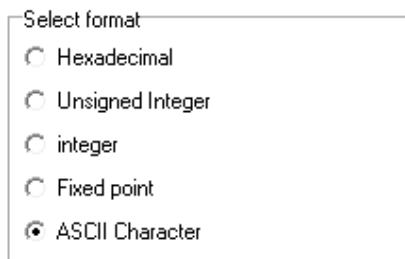 Select format
Hexadecimal
Unsigned Integer
integer
Fixed point
ASCII Character